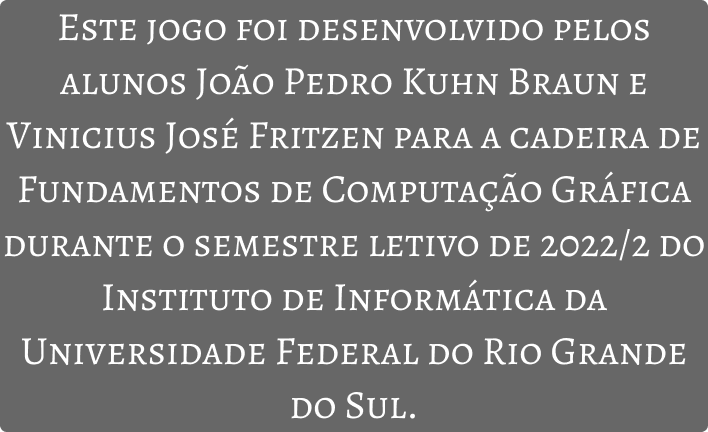 Este jogo foi desenvolvido pelos
alunos João Pedro Kuhn Braun e
Vinicius José Fritzen para a cadeira de
Fundamentos de Computação Gráfica
durante o semestre letivo de 2022/2 do
Instituto de Informática da
Universidade Federal do Rio Grande
do Sul.